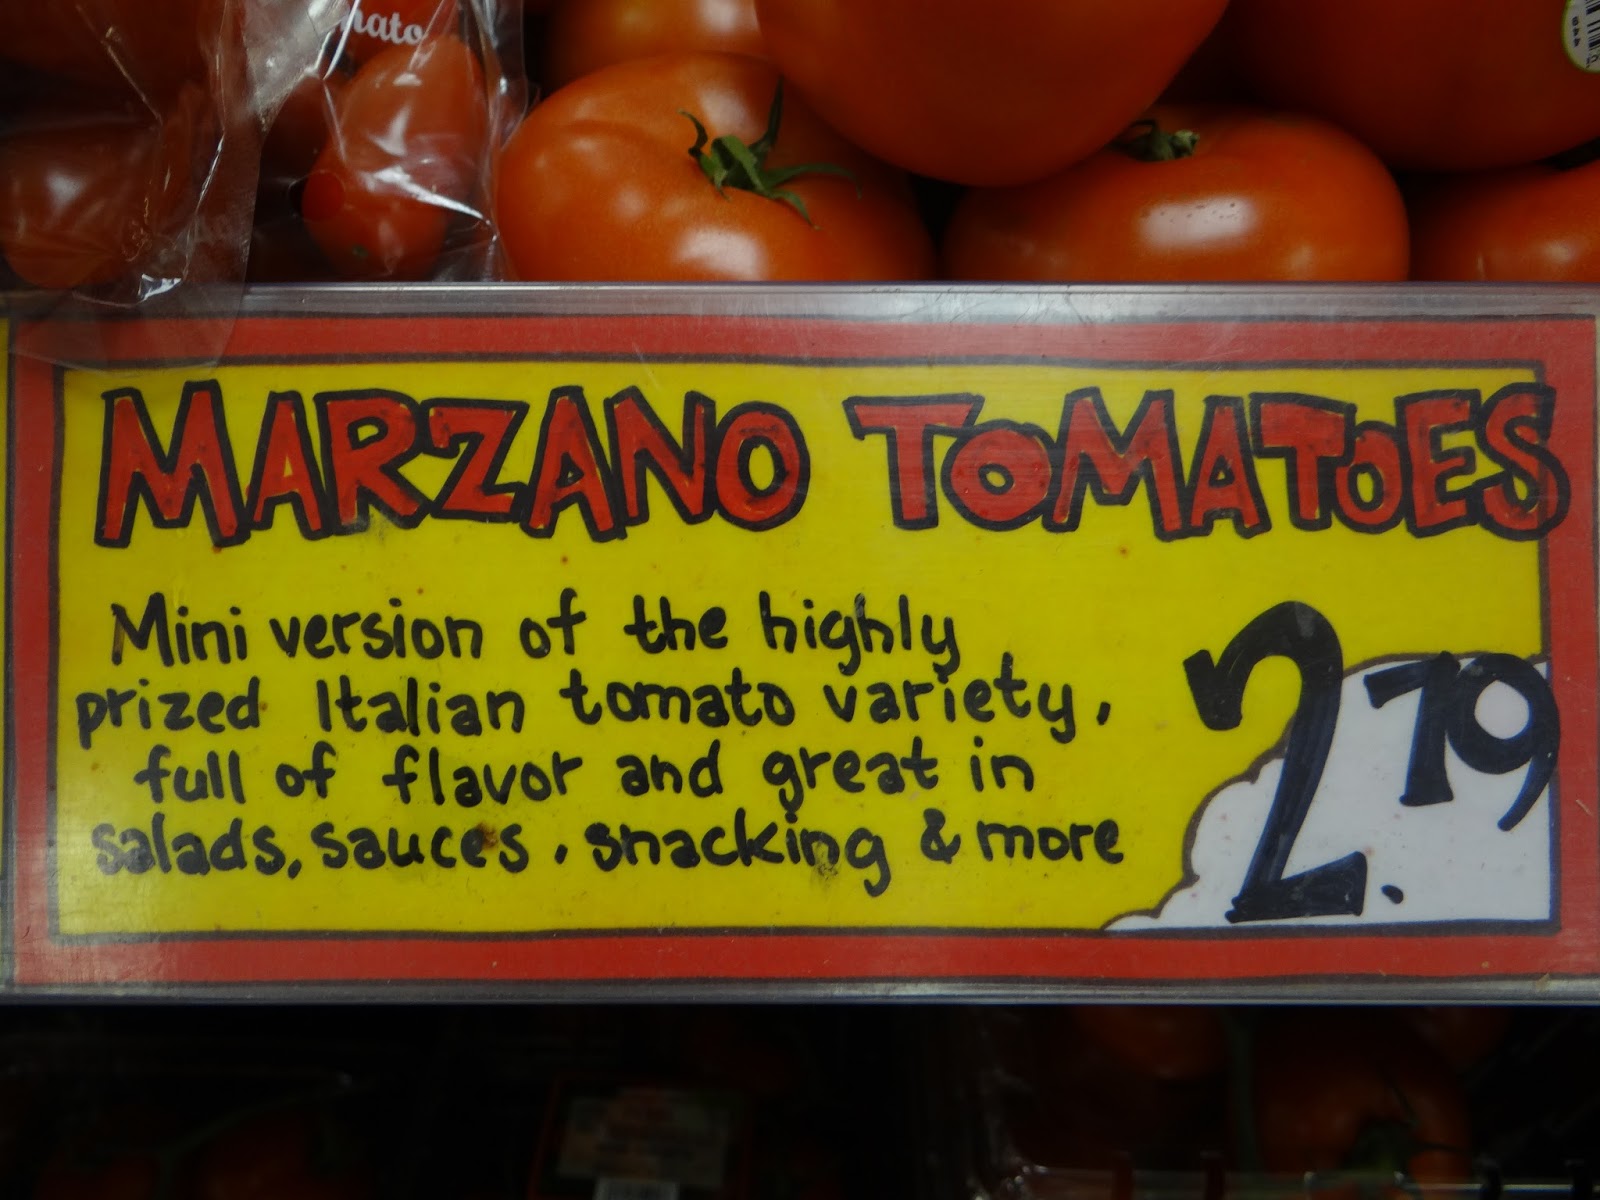 mato
MARZANO TOMATOES
Mini version of the highly
prized Italian tomato variety,
full of flavor and great in
salads, sauces, snacking & more
2.79